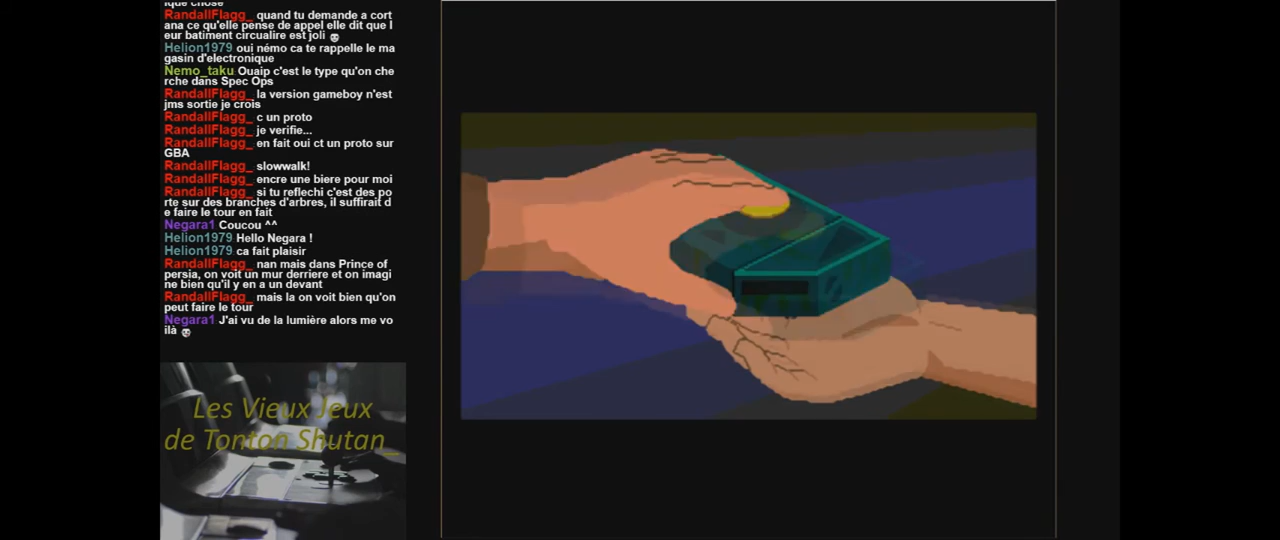 ique chose
RandallFlagg_ quand tu demande a cort
ana ce qu'elle pense de appel elle dit que l
eur batiment circualire est joli
Helion1979 oui némo ca te rappelle le ma
gasin d'electronique
Nemo_taku Ouaip c'est le type qu'on che
rche dans Spec Ops
RandallFlagg_ la version gameboy n'est
jms sortie je crois
RandallFlagg_ c un proto
RandallFlagg_ je verifie...
RandallFlagg_ en fait oui ct un proto sur
GBA
RandallFlagg_ slowwalk!
RandallFlagg_ encre une biere pour moi
RandallFlagg_ si tu reflechi c'est des po
rte sur des branches d'arbres, il suffirait d
e faire le tour en fait
Negara1 Coucou ^^
Helion1979 Hello Negara !
Helion1979 ca fait plaisir
RandallFlagg_ nan mais dans Prince of
persia, on voit un mur derriere et on imagi
ne bien qu'il y en a un devant
RandallFlagg_ mais la on voit bien qu'on
peut faire le tour
Negara1 J'ai vu de la lumière alors me vo
ilà
Les Vieux Jeux
de Tonton Shutan_